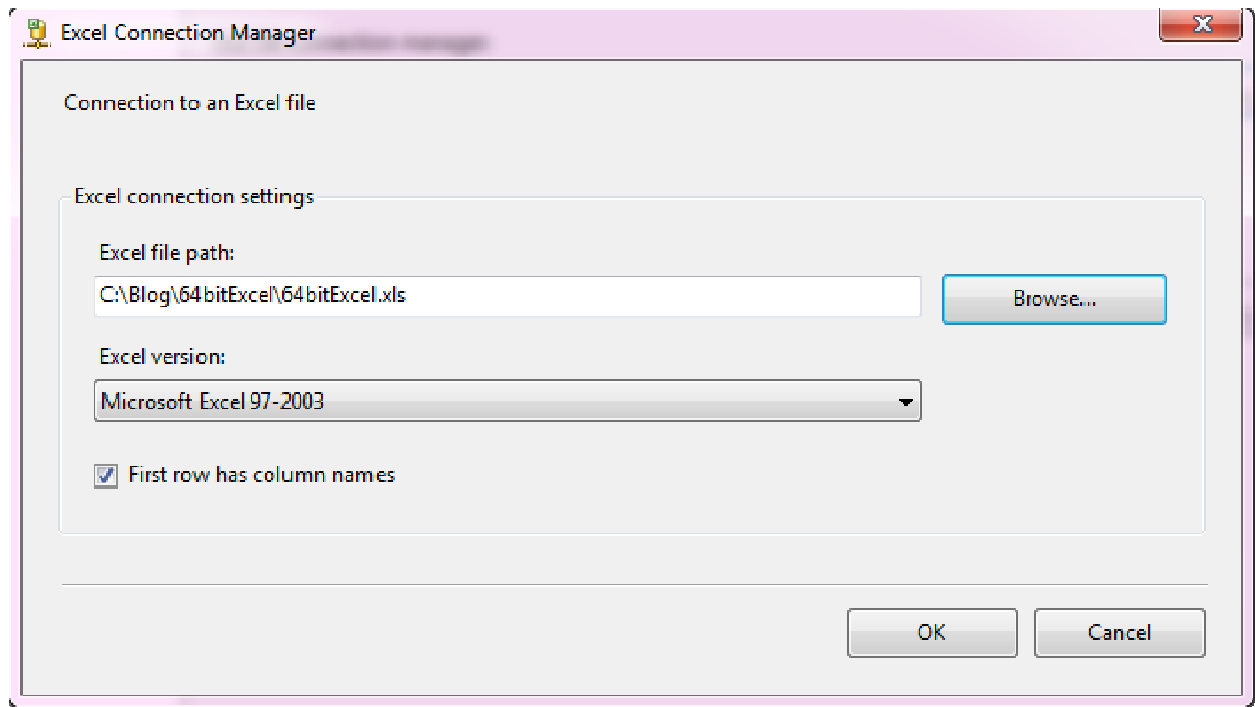 Excel Connection Manager
Connection to an Excel file
Excel connection settings
Excel file path:
C:\Blog\64bitExcel\64bitExcel.xls
Browse...
Excel version:
Microsoft Excel 97-2003
First row has column names
OK
Cancel